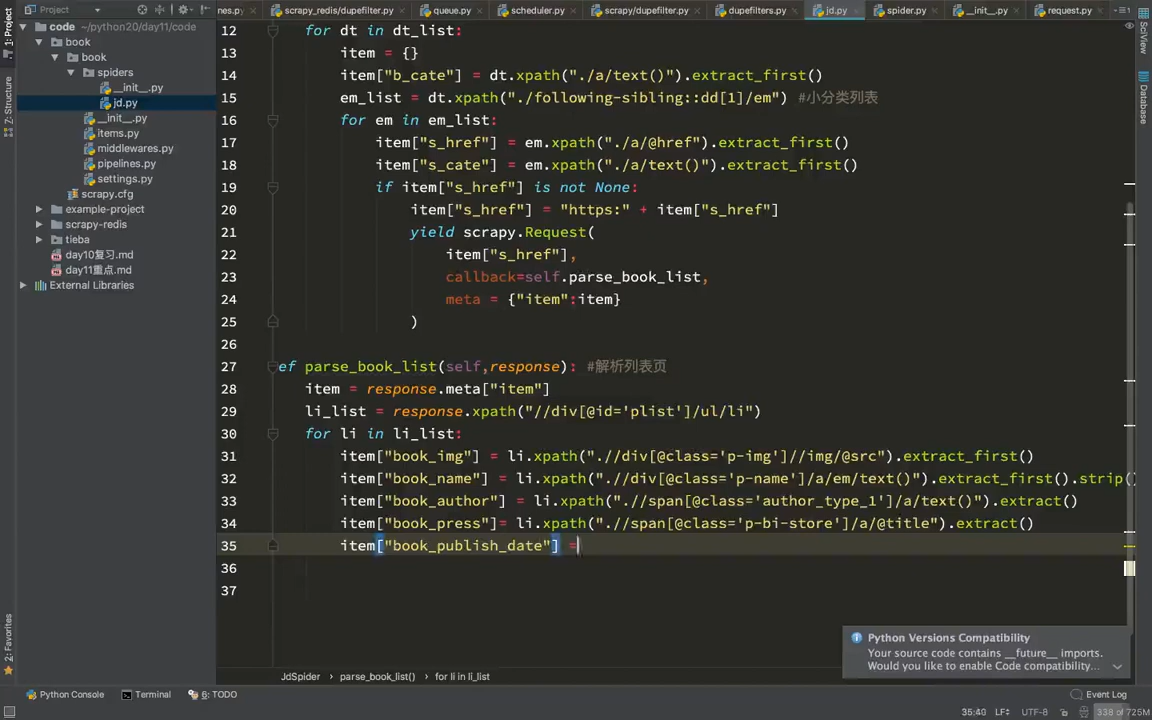 Project
nes.py
scrapy_redis/dupefilter.py
queue.py
scheduler.py
scrapy/dupefilter.py
dupefilters.py
jd.py
spider.py
__init__.py
request.py
1: Project
7: Structure
2: Favorites
SciView
Database
code ~/python20/day11/code
book
book
spiders
__init__.py
jd.py
__init__.py
items.py
middlewares.py
pipelines.py
settings.py
scrapy.cfg
example-project
scrapy-redis
tieba
day10复习.md
day11重点.md
External Libraries
12 for dt in dt_list:
13 item = {}
14 item["b_cate"] = dt.xpath("./a/text()").extract_first()
15 em_list = dt.xpath("./following-sibling::dd[1]/em") #小分类列表
16 for em in em_list:
17 item["s_href"] = em.xpath("./a/@href").extract_first()
18 item["s_cate"] = em.xpath("./a/text()").extract_first()
19 if item["s_href"] is not None:
20 item["s_href"] = "https:" + item["s_href"]
21 yield scrapy.Request(
22 item["s_href"],
23 callback=self.parse_book_list,
24 meta = {"item":item}
25 )
26
27 ef parse_book_list(self,response): #解析列表页
28 item = response.meta["item"]
29 li_list = response.xpath("//div[@id='plist']/ul/li")
30 for li in li_list:
31 item["book_img"] = li.xpath(".//div[@class='p-img']//img/@src").extract_first()
32 item["book_name"] = li.xpath(".//div[@class='p-name']/a/em/text()").extract_first().strip()
33 item["book_author"] = li.xpath(".//span[@class='author_type_1']/a/text()").extract()
34 item["book_press"]= li.xpath(".//span[@class='p-bi-store']/a/@title").extract()
35 item["book_publish_date"] =
36
37
Python Versions Compatibility
Your source code contains __future__ imports.
Would you like to enable Code compatibility...
JdSpider
parse_book_list()
for li in li_list
Python Console
Terminal
6: TODO
Event Log
35:40
LF
UTF-8
338 of 725M